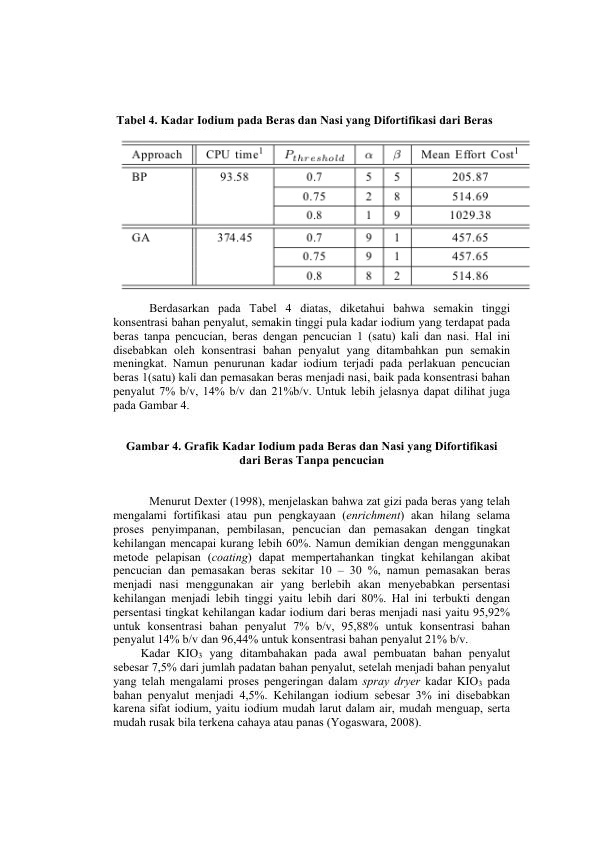 Tabel 4. Kadar Iodium pada Beras dan Nasi yang Difortifikasi dari Beras
Approach CPU time1 Pthreshold α β Mean Effort Cost1
BP 93.58 0.7 5 5 205.87
0.75 2 8 514.69
0.8 1 9 1029.38
GA 374.45 0.7 9 1 457.65
0.75 9 1 457.65
0.8 8 2 514.86
Berdasarkan pada Tabel 4 diatas, diketahui bahwa semakin tinggi
konsentrasi bahan penyalut, semakin tinggi pula kadar iodium yang terdapat pada
beras tanpa pencucian, beras dengan pencucian 1 (satu) kali dan nasi. Hal ini
disebabkan oleh konsentrasi bahan penyalut yang ditambahkan pun semakin
meningkat. Namun penurunan kadar iodium terjadi pada perlakuan pencucian
beras 1(satu) kali dan pemasakan beras menjadi nasi, baik pada konsentrasi bahan
penyalut 7% b/v, 14% b/v dan 21%b/v. Untuk lebih jelasnya dapat dilihat juga
pada Gambar 4.
Gambar 4. Grafik Kadar Iodium pada Beras dan Nasi yang Difortifikasi
dari Beras Tanpa pencucian
Menurut Dexter (1998), menjelaskan bahwa zat gizi pada beras yang telah
mengalami fortifikasi atau pun pengkayaan (enrichment) akan hilang selama
proses penyimpanan, pembilasan, pencucian dan pemasakan dengan tingkat
kehilangan mencapai kurang lebih 60%. Namun demikian dengan menggunakan
metode pelapisan (coating) dapat mempertahankan tingkat kehilangan akibat
pencucian dan pemasakan beras sekitar 10 – 30 %, namun pemasakan beras
menjadi nasi menggunakan air yang berlebih akan menyebabkan persentasi
kehilangan menjadi lebih tinggi yaitu lebih dari 80%. Hal ini terbukti dengan
persentasi tingkat kehilangan kadar iodium dari beras menjadi nasi yaitu 95,92%
untuk konsentrasi bahan penyalut 7% b/v, 95,88% untuk konsentrasi bahan
penyalut 14% b/v dan 96,44% untuk konsentrasi bahan penyalut 21% b/v.
Kadar KIO3 yang ditambahakan pada awal pembuatan bahan penyalut
sebesar 7,5% dari jumlah padatan bahan penyalut, setelah menjadi bahan penyalut
yang telah mengalami proses pengeringan dalam spray dryer kadar KIO3 pada
bahan penyalut menjadi 4,5%. Kehilangan iodium sebesar 3% ini disebabkan
karena sifat iodium, yaitu iodium mudah larut dalam air, mudah menguap, serta
mudah rusak bila terkena cahaya atau panas (Yogaswara, 2008).